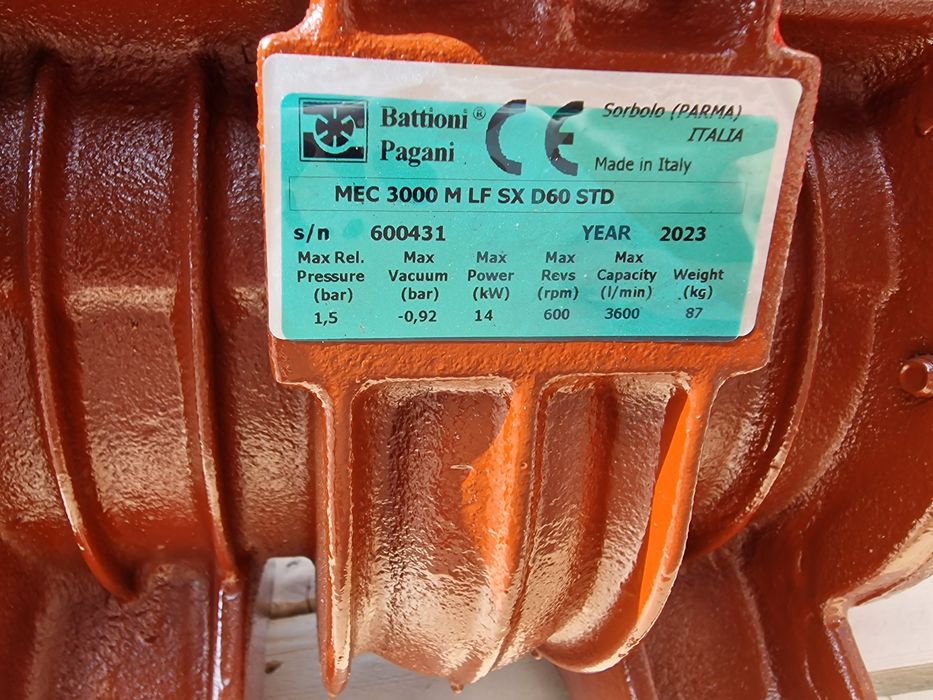 Battioni ®
Pagani
CE
Sorbolo (PARMA)
ITALIA
Made in Italy
MEC 3000 M LF SX D60 STD
s/n 600431 YEAR 2023
Max Rel. Max Max Max Max
Pressure Vacuum Power Revs Capacity Weight
(bar) (bar) (kW) (rpm) (l/min) (kg)
1,5 -0,92 14 600 3600 87